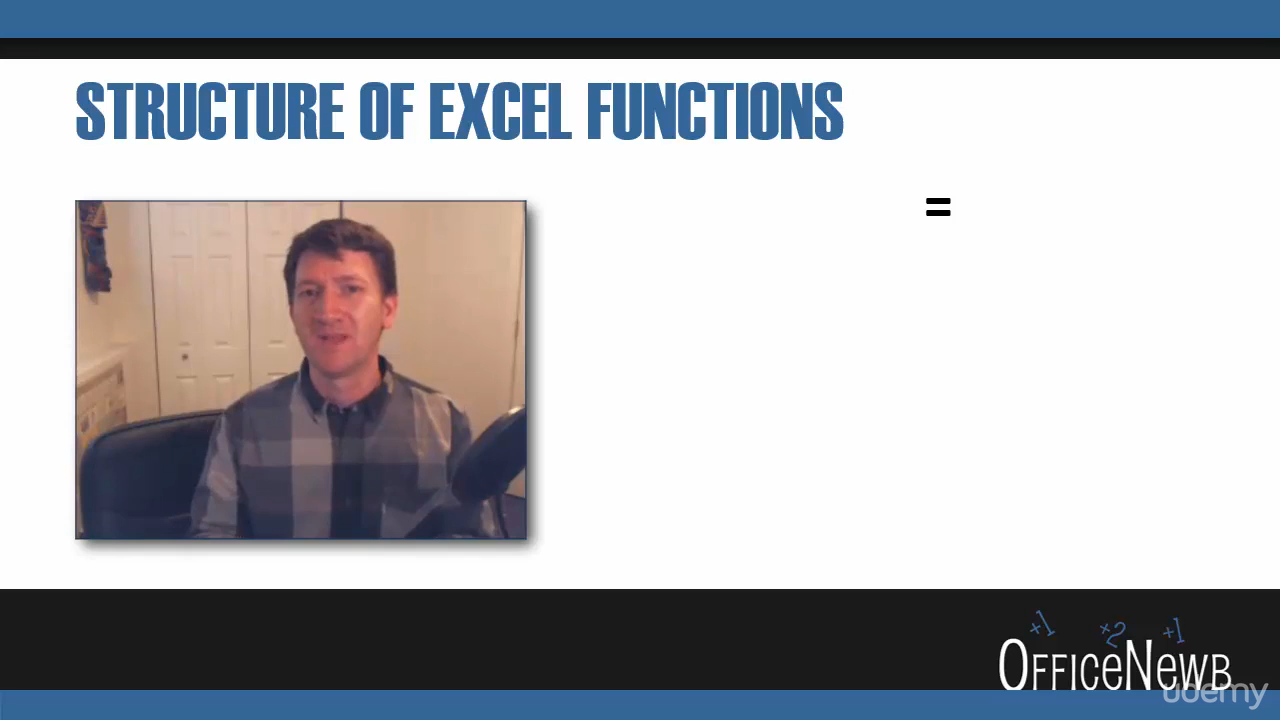 STRUCTURE OF EXCEL FUNCTIONS
=
+1 +2 +1
OFFICENEWB
udemy